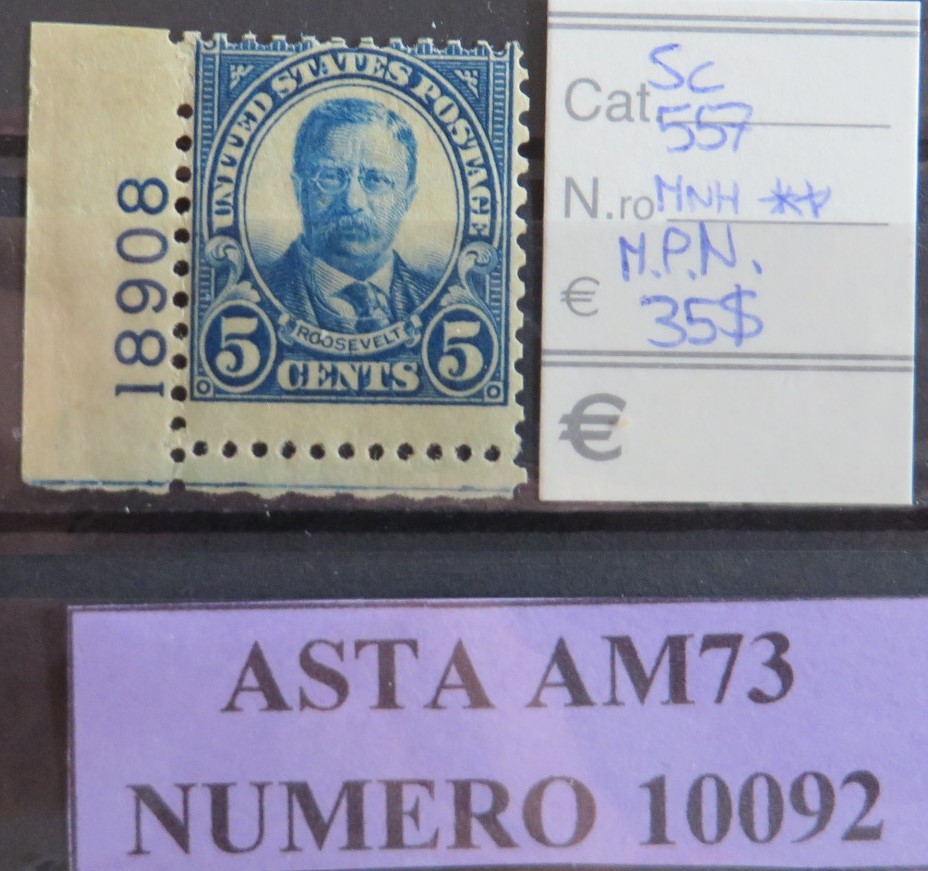 UNITED STATES POSTAGE
ROOSEVELT
5 CENTS 5
18908
Cat. Sc
557
N.ro MNH **
M.P.N.
€ 35$
€
ASTA AM73
NUMERO 10092